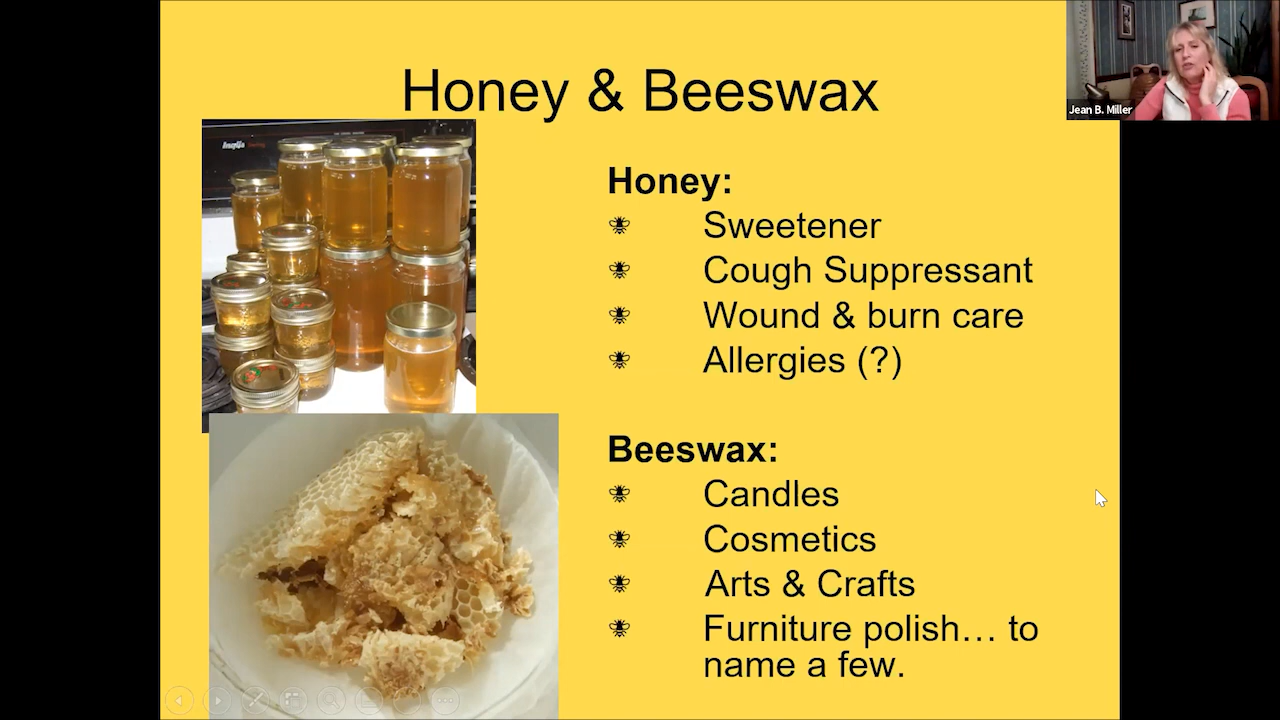 Honey & Beeswax
Jean B. Miller
Honey:
Sweetener
Cough Suppressant
Wound & burn care
Allergies (?)
Beeswax:
Candles
Cosmetics
Arts & Crafts
Furniture polish… to
name a few.